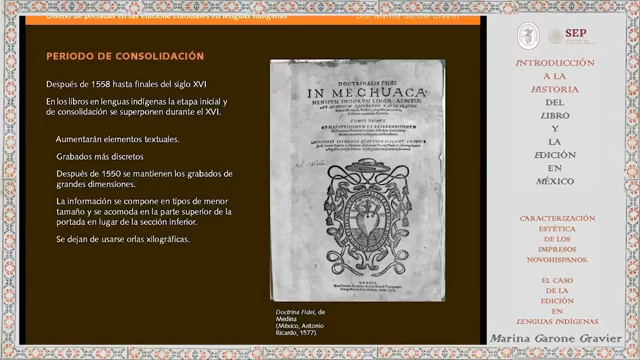 Diseño de portadas en las ediciones coloniales en lenguas indígenas
Dra. Marina Garone Gravier
PERIODO DE CONSOLIDACIÓN
Después de 1558 hasta finales del siglo XVI
En los libros en lenguas indígenas la etapa inicial y
de consolidación se superponen durante el XVI.
Aumentarán elementos textuales.
Grabados más discretos
Después de 1550 se mantienen los grabados de
grandes dimensiones.
La información se compone en tipos de menor
tamaño y se acomoda en la parte superior de la
portada en lugar de la sección inferior.
Se dejan de usarse orlas xilográficas.
DOCTRINALIS FIDEI
IN MECHUACA
Doctrina Fidei, de
Medina
(México, Antonio
Ricardo, 1577).
SEP
INTRODUCCIÓN
A LA
HISTORIA
DEL
LIBRO
Y
LA
EDICIÓN
EN
MÉXICO
CARACTERIZACIÓN
ESTÉTICA
DE LOS
IMPRESOS
NOVOHISPANOS.
EL CASO
DE LA
EDICIÓN
EN
LENGUAS INDÍGENAS
Marina Garone Gravier